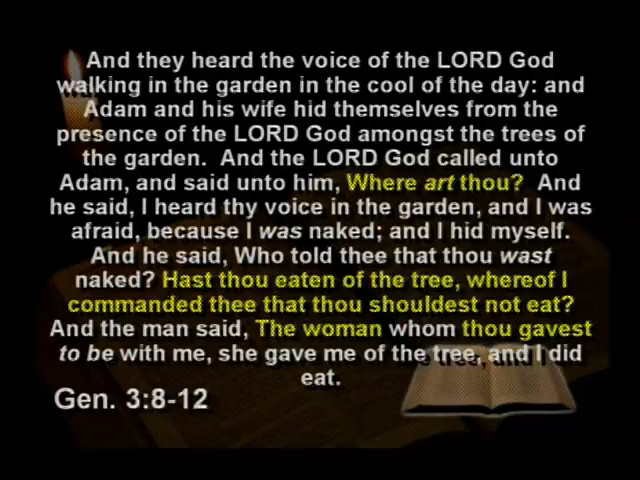 And they heard the voice of the LORD God
walking in the garden in the cool of the day: and
Adam and his wife hid themselves from the
presence of the LORD God amongst the trees of
the garden.  And the LORD God called unto
Adam, and said unto him, Where art thou?  And
he said, I heard thy voice in the garden, and I was
afraid, because I was naked; and I hid myself.
And he said, Who told thee that thou wast
naked? Hast thou eaten of the tree, whereof I
commanded thee that thou shouldest not eat?
And the man said, The woman whom thou gavest
to be with me, she gave me of the tree, and I did
eat.
Gen. 3:8-12